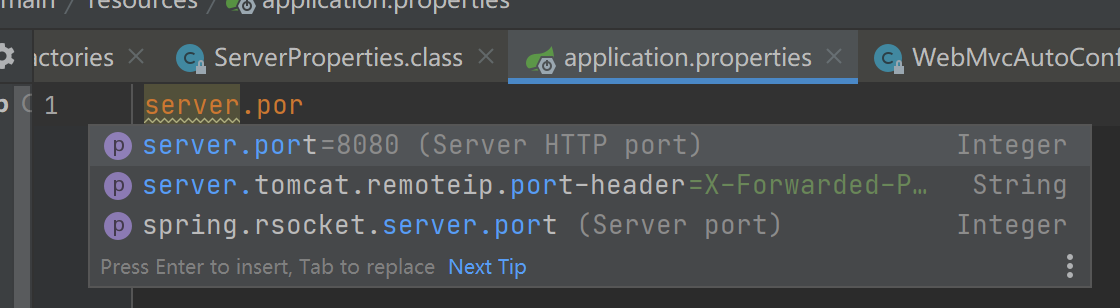 main / resources / application.properties
ctories ServerProperties.class application.properties WebMvcAutoConf
p 1 server.por
p server.port=8080 (Server HTTP port) Integer
p server.tomcat.remoteip.port-header=X-Forwarded-P… String
p spring.rsocket.server.port (Server port) Integer
Press Enter to insert, Tab to replace Next Tip